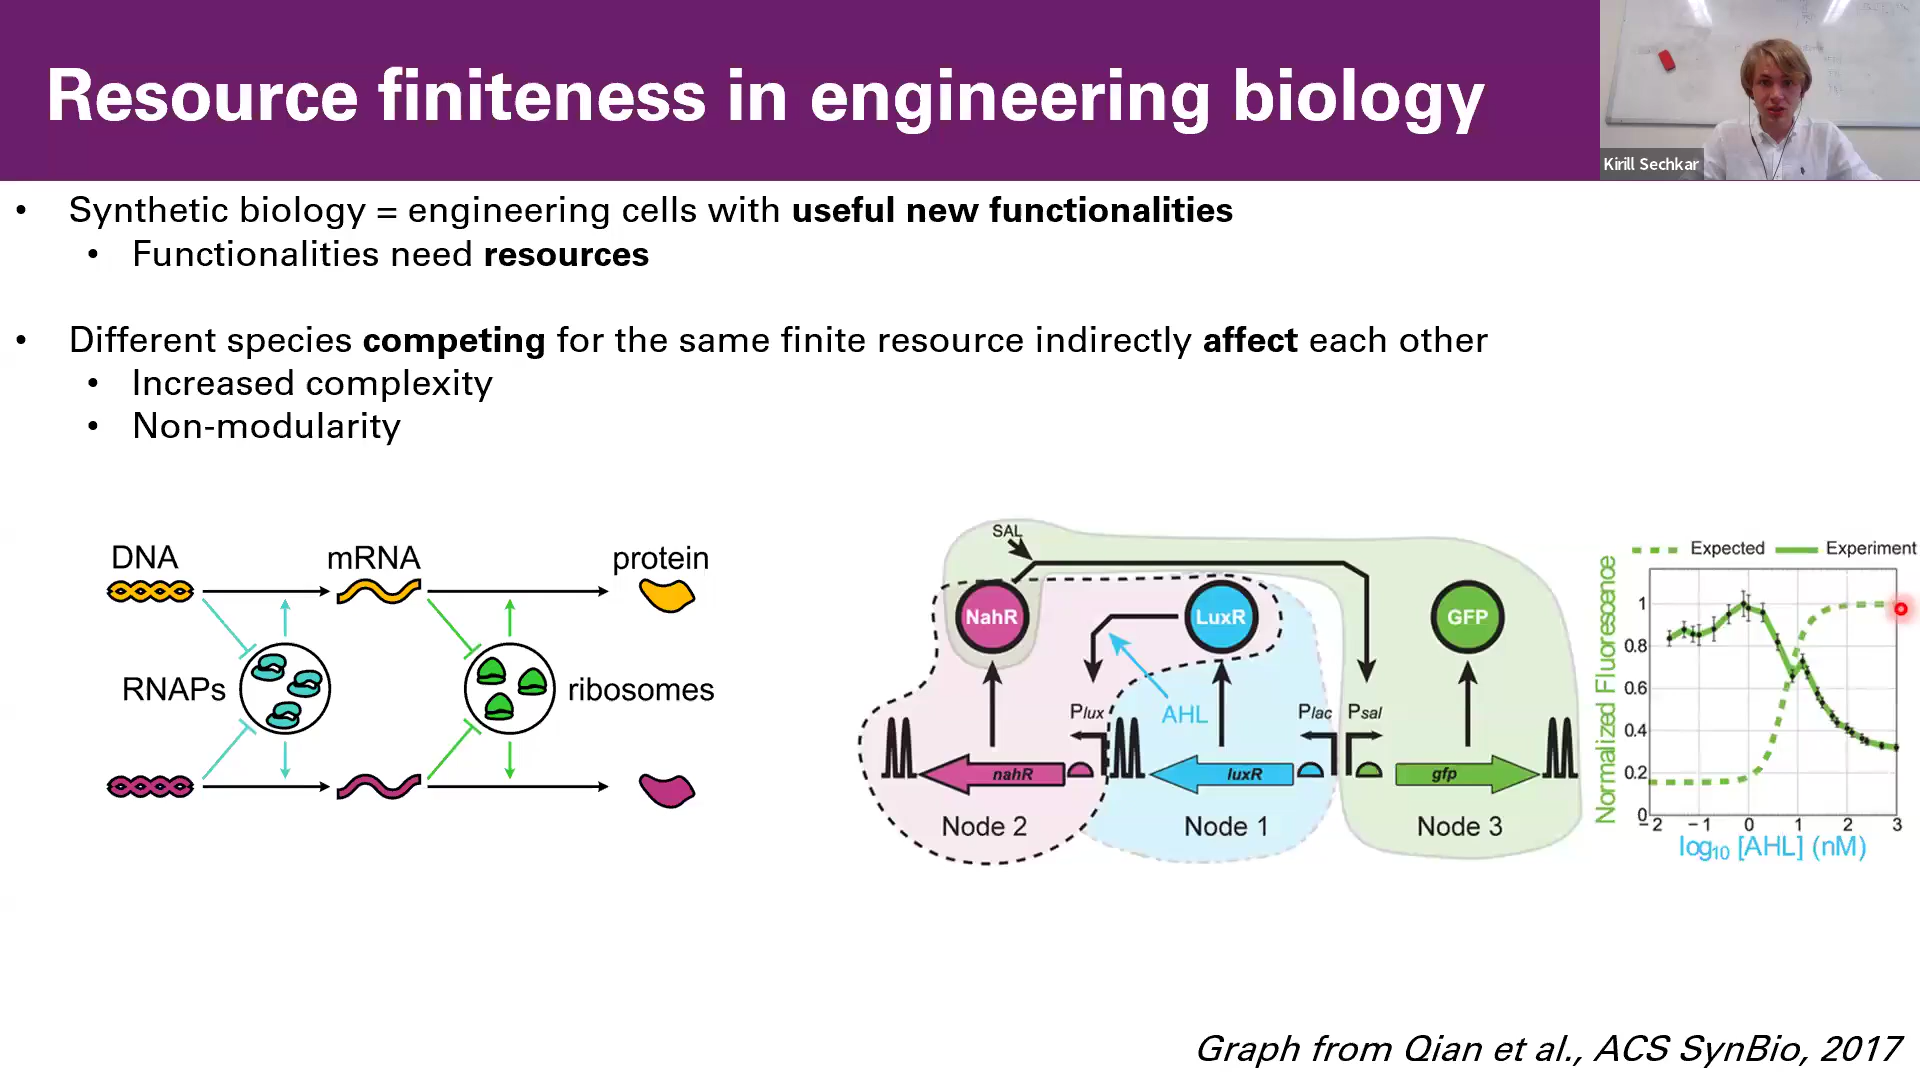 Resource finiteness in engineering biology
Kirill Sechkar
• Synthetic biology = engineering cells with useful new functionalities
• Functionalities need resources
• Different species competing for the same finite resource indirectly affect each other
• Increased complexity
• Non-modularity
DNA mRNA protein
RNAPs ribosomes
SAL
NahR LuxR GFP
Plux AHL Plac Psal
nahR luxR gfp
Node 2 Node 1 Node 3
Expected Experiment
Normalized Fluorescence
1
0.8
0.6
0.4
0.2
0
-2 -1 0 1 2 3
log10 [AHL] (nM)
Graph from Qian et al., ACS SynBio, 2017